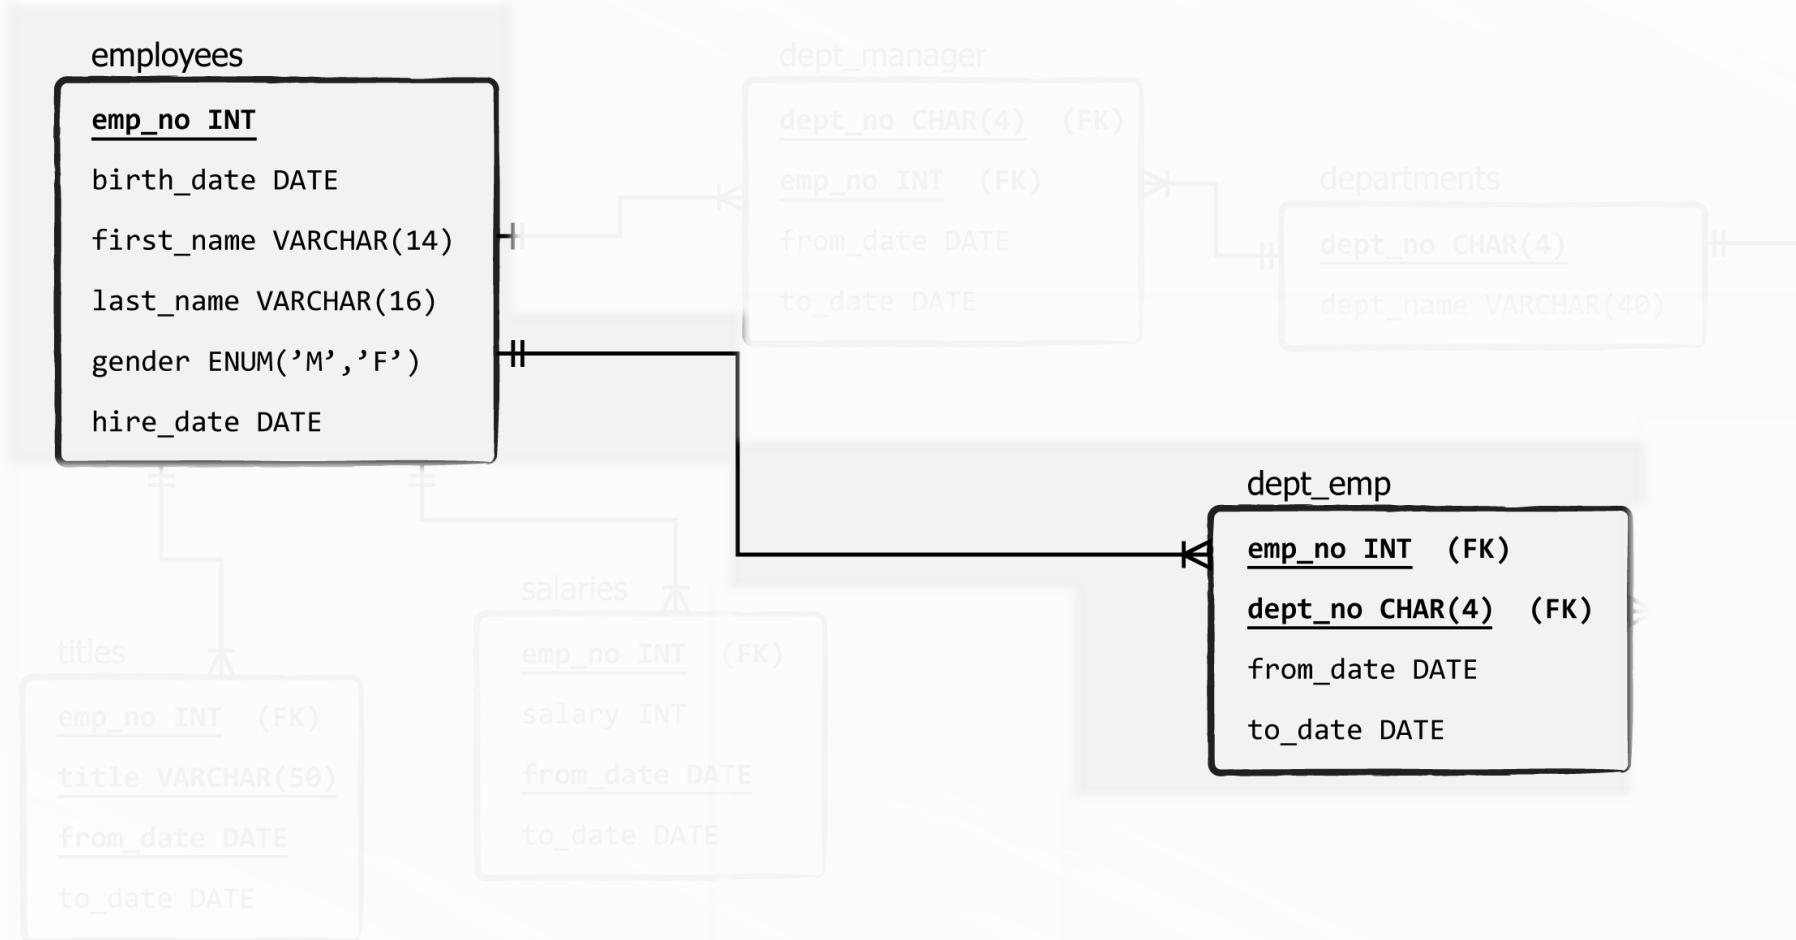 employees
emp_no INT
birth_date DATE
first_name VARCHAR(14)
last_name VARCHAR(16)
gender ENUM(’M’,’F’)
hire_date DATE
dept_manager
dept_no CHAR(4) (FK)
emp_no INT (FK)
from_date DATE
to_date DATE
departments
dept_no CHAR(4)
dept_name VARCHAR(40)
dept_emp
emp_no INT (FK)
dept_no CHAR(4) (FK)
from_date DATE
to_date DATE
salaries
emp_no INT (FK)
salary INT
from_date DATE
to_date DATE
titles
emp_no INT (FK)
title VARCHAR(50)
from_date DATE
to_date DATE